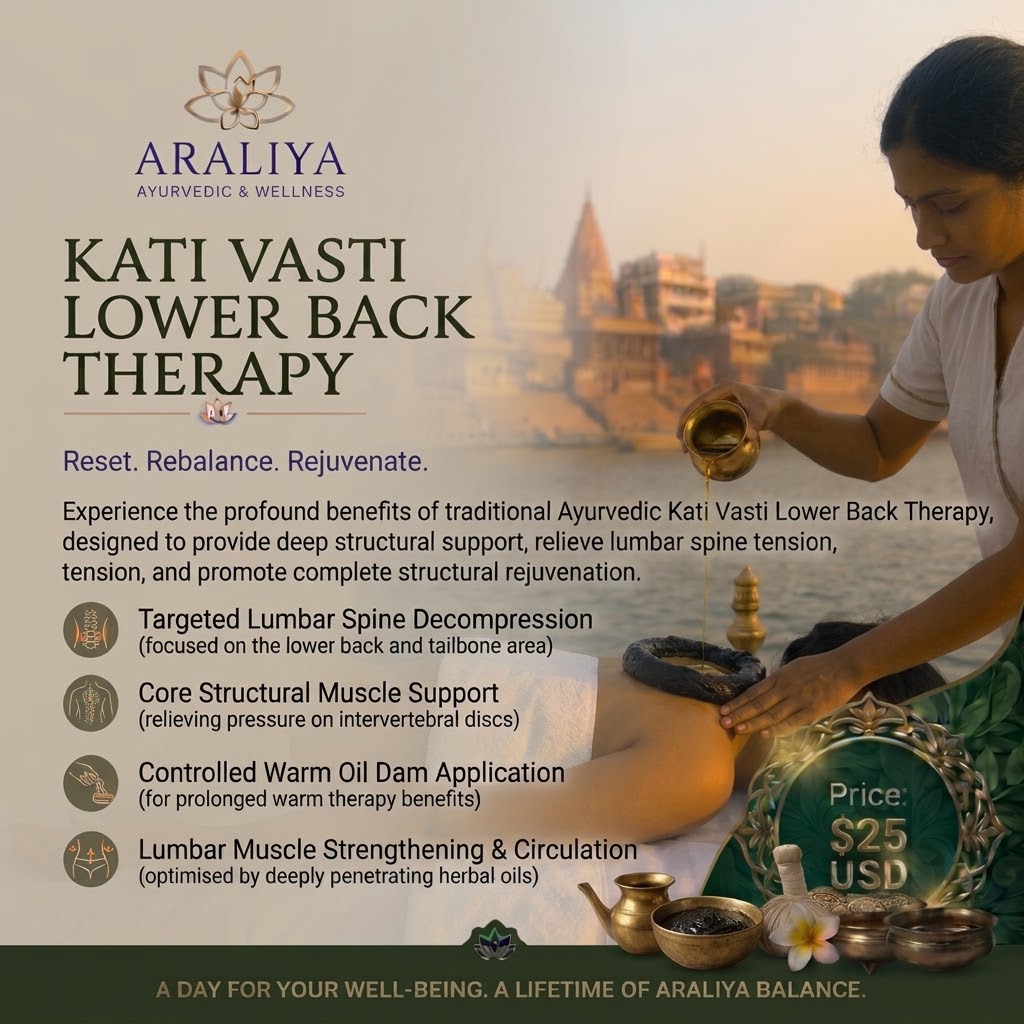 ARALIYA
AYURVEDIC & WELLNESS
KATI VASTI
LOWER BACK
THERAPY
Reset. Rebalance. Rejuvenate.
Experience the profound benefits of traditional Ayurvedic Kati Vasti Lower Back Therapy,
designed to provide deep structural support, relieve lumbar spine tension,
tension, and promote complete structural rejuvenation.
Targeted Lumbar Spine Decompression
(focused on the lower back and tailbone area)
Core Structural Muscle Support
(relieving pressure on intervertebral discs)
Controlled Warm Oil Dam Application
(for prolonged warm therapy benefits)
Lumbar Muscle Strengthening & Circulation
(optimised by deeply penetrating herbal oils)
Price:
$25
USD
A DAY FOR YOUR WELL-BEING. A LIFETIME OF ARALIYA BALANCE.